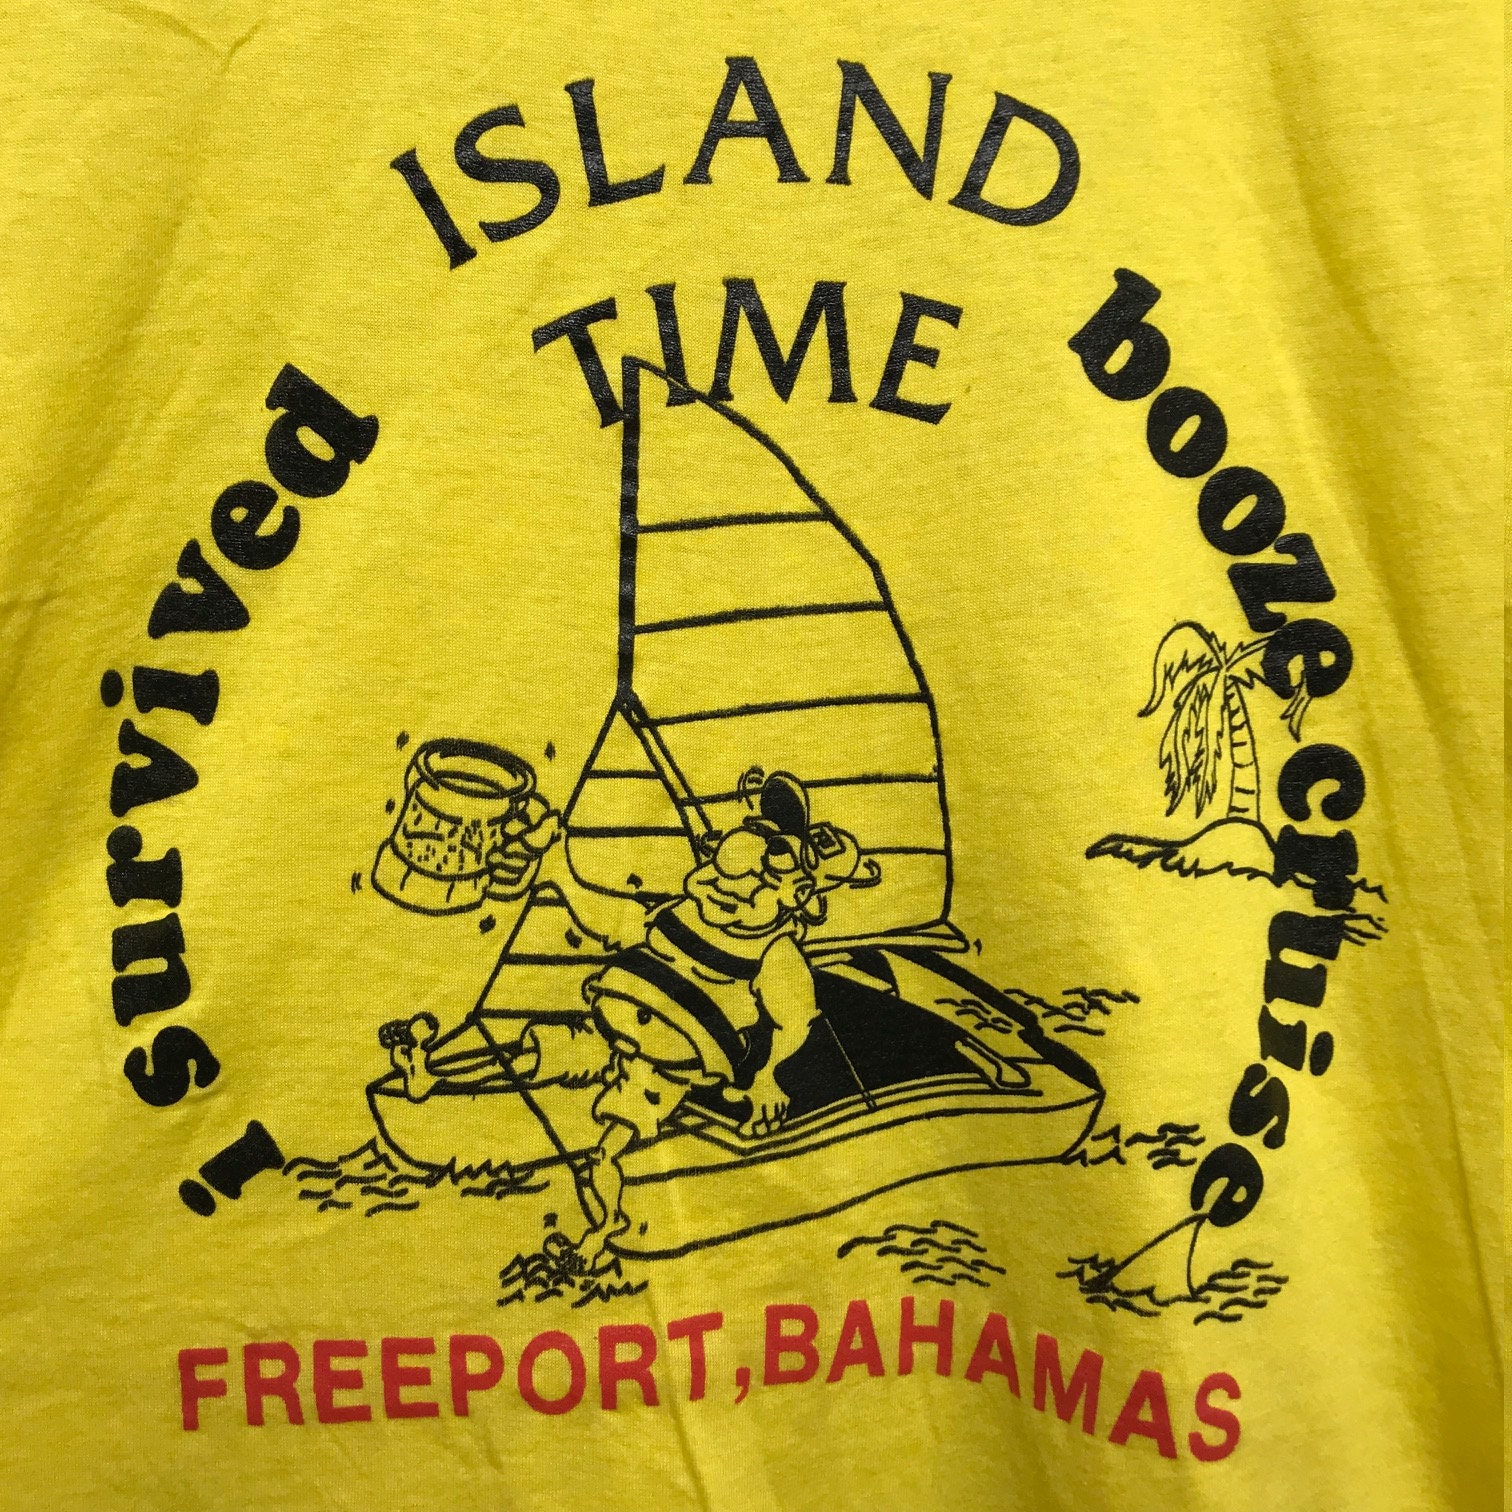 ISLAND
TIME
i survived
booze cruise
FREEPORT, BAHAMAS